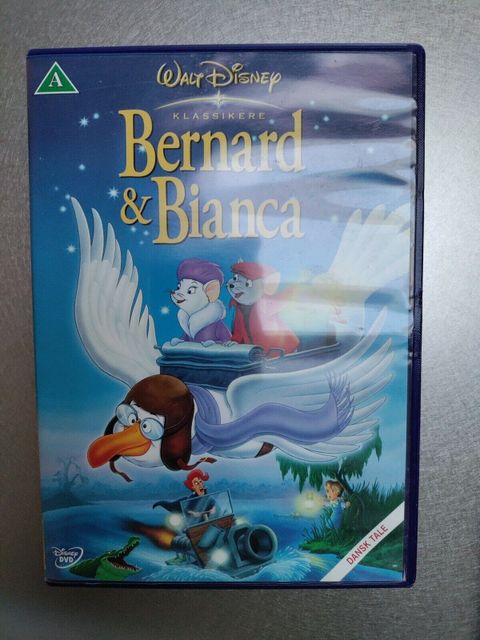 A
WALT DISNEY
KLASSIKERE
Bernard
& Bianca
DISNEY
DVD
DANSK TALE